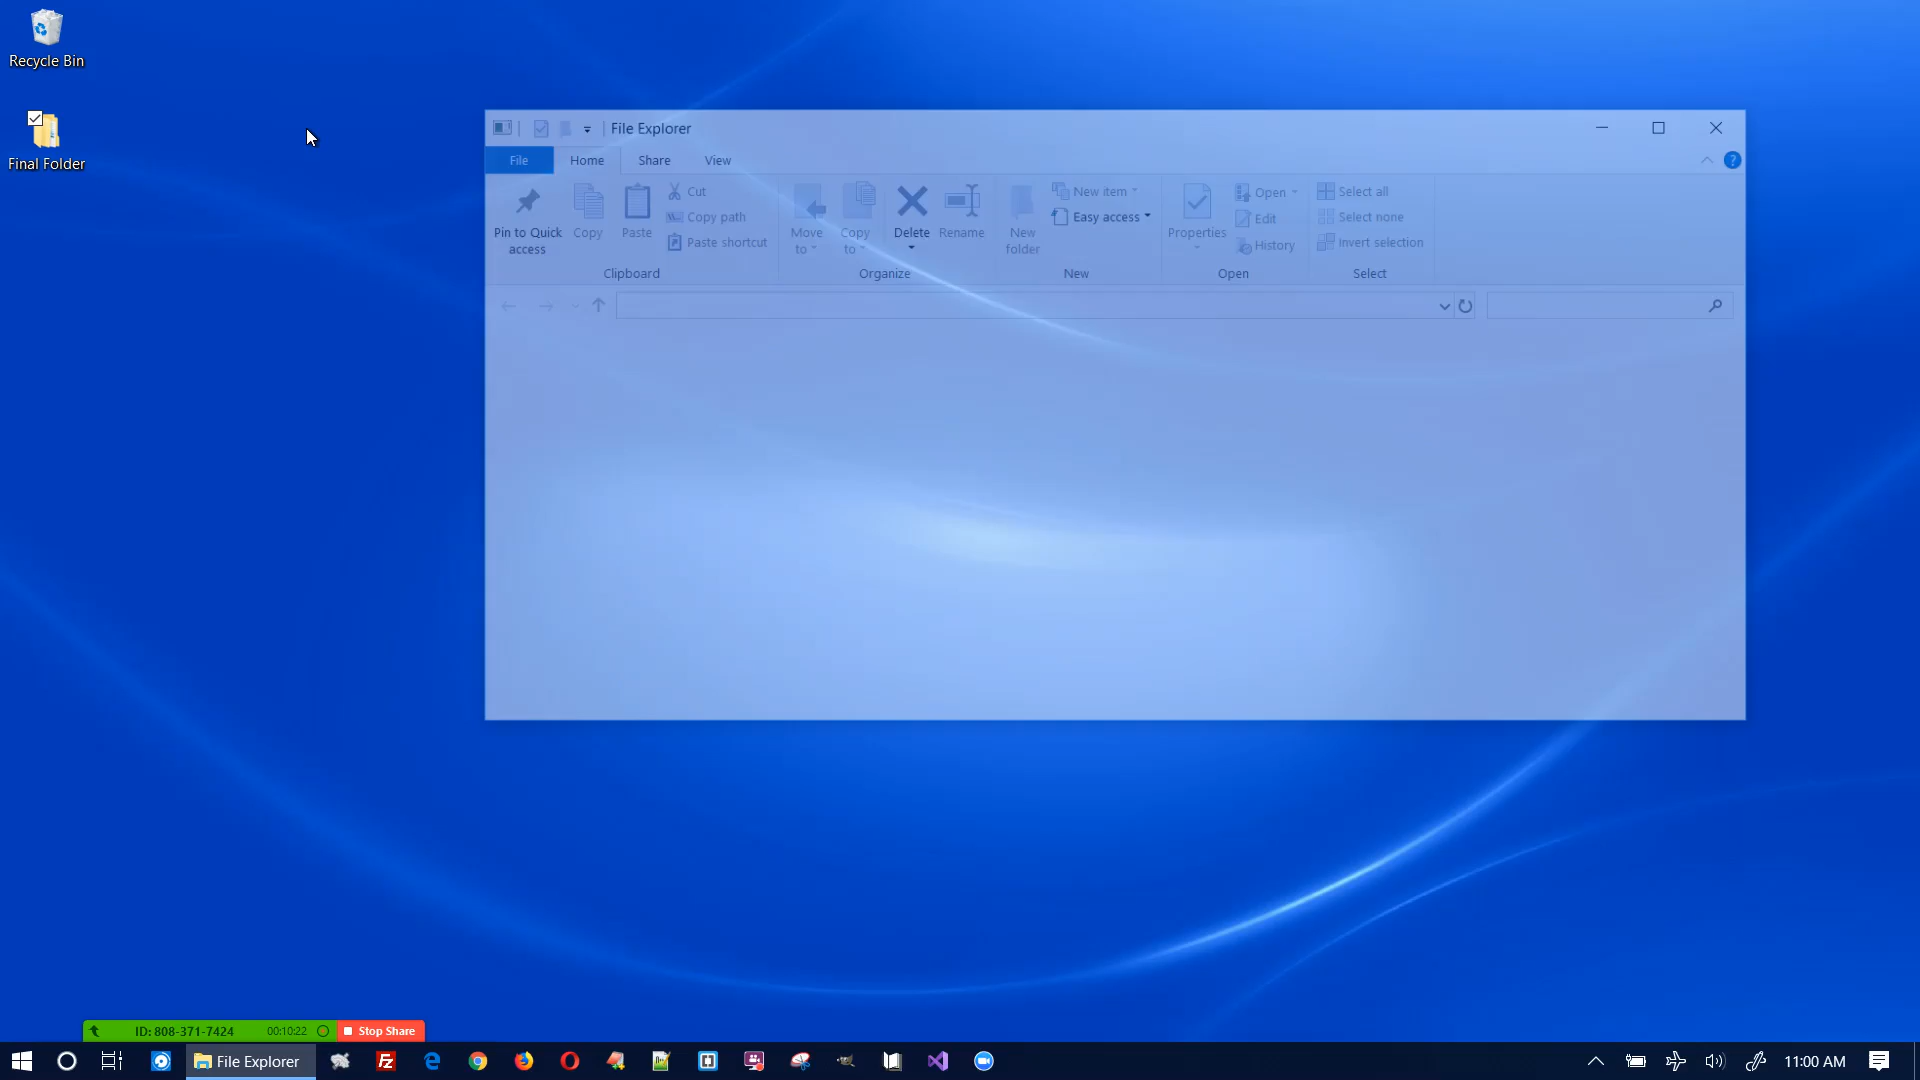 Recycle Bin
Final Folder
File Explorer
File Home Share View
Pin to Quick access
Copy
Paste
Cut
Copy path
Paste shortcut
Clipboard
Move to
Copy to
Delete
Rename
Organize
New folder
New item
Easy access
New
Properties
Open
Edit
History
Open
Select all
Select none
Invert selection
Select
ID: 808-371-7424 00:10:22 Stop Share
File Explorer
Fz
11:00 AM